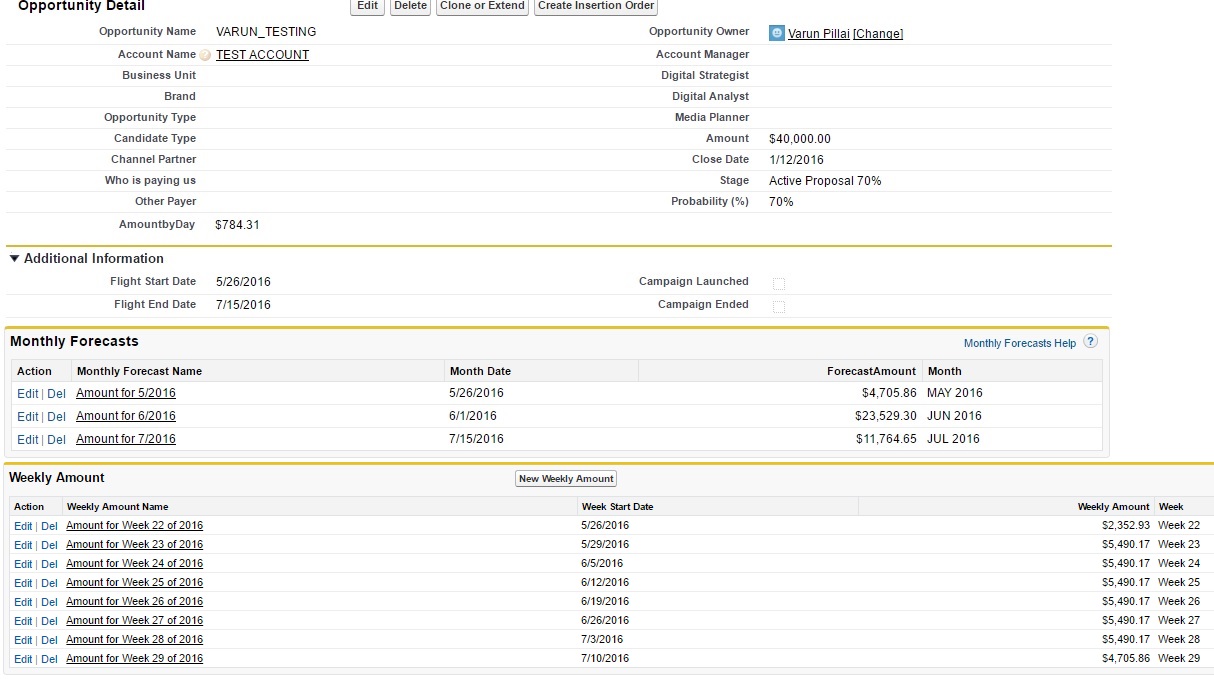 Opportunity Detail Edit Delete Clone or Extend Create Insertion Order
Opportunity Name VARUN_TESTING Opportunity Owner Varun Pillai [Change]
Account Name TEST ACCOUNT Account Manager
Business Unit Digital Strategist
Brand Digital Analyst
Opportunity Type Media Planner
Candidate Type Amount $40,000.00
Channel Partner Close Date 1/12/2016
Who is paying us Stage Active Proposal 70%
Other Payer Probability (%) 70%
AmountbyDay $784.31
Additional Information
Flight Start Date 5/26/2016 Campaign Launched
Flight End Date 7/15/2016 Campaign Ended
Monthly Forecasts Monthly Forecasts Help ?
Action Monthly Forecast Name Month Date ForecastAmount Month
Edit | Del Amount for 5/2016 5/26/2016 $4,705.86 MAY 2016
Edit | Del Amount for 6/2016 6/1/2016 $23,529.30 JUN 2016
Edit | Del Amount for 7/2016 7/15/2016 $11,764.65 JUL 2016
Weekly Amount New Weekly Amount
Action Weekly Amount Name Week Start Date Weekly Amount Week
Edit | Del Amount for Week 22 of 2016 5/26/2016 $2,352.93 Week 22
Edit | Del Amount for Week 23 of 2016 5/29/2016 $5,490.17 Week 23
Edit | Del Amount for Week 24 of 2016 6/5/2016 $5,490.17 Week 24
Edit | Del Amount for Week 25 of 2016 6/12/2016 $5,490.17 Week 25
Edit | Del Amount for Week 26 of 2016 6/19/2016 $5,490.17 Week 26
Edit | Del Amount for Week 27 of 2016 6/26/2016 $5,490.17 Week 27
Edit | Del Amount for Week 28 of 2016 7/3/2016 $5,490.17 Week 28
Edit | Del Amount for Week 29 of 2016 7/10/2016 $4,705.86 Week 29